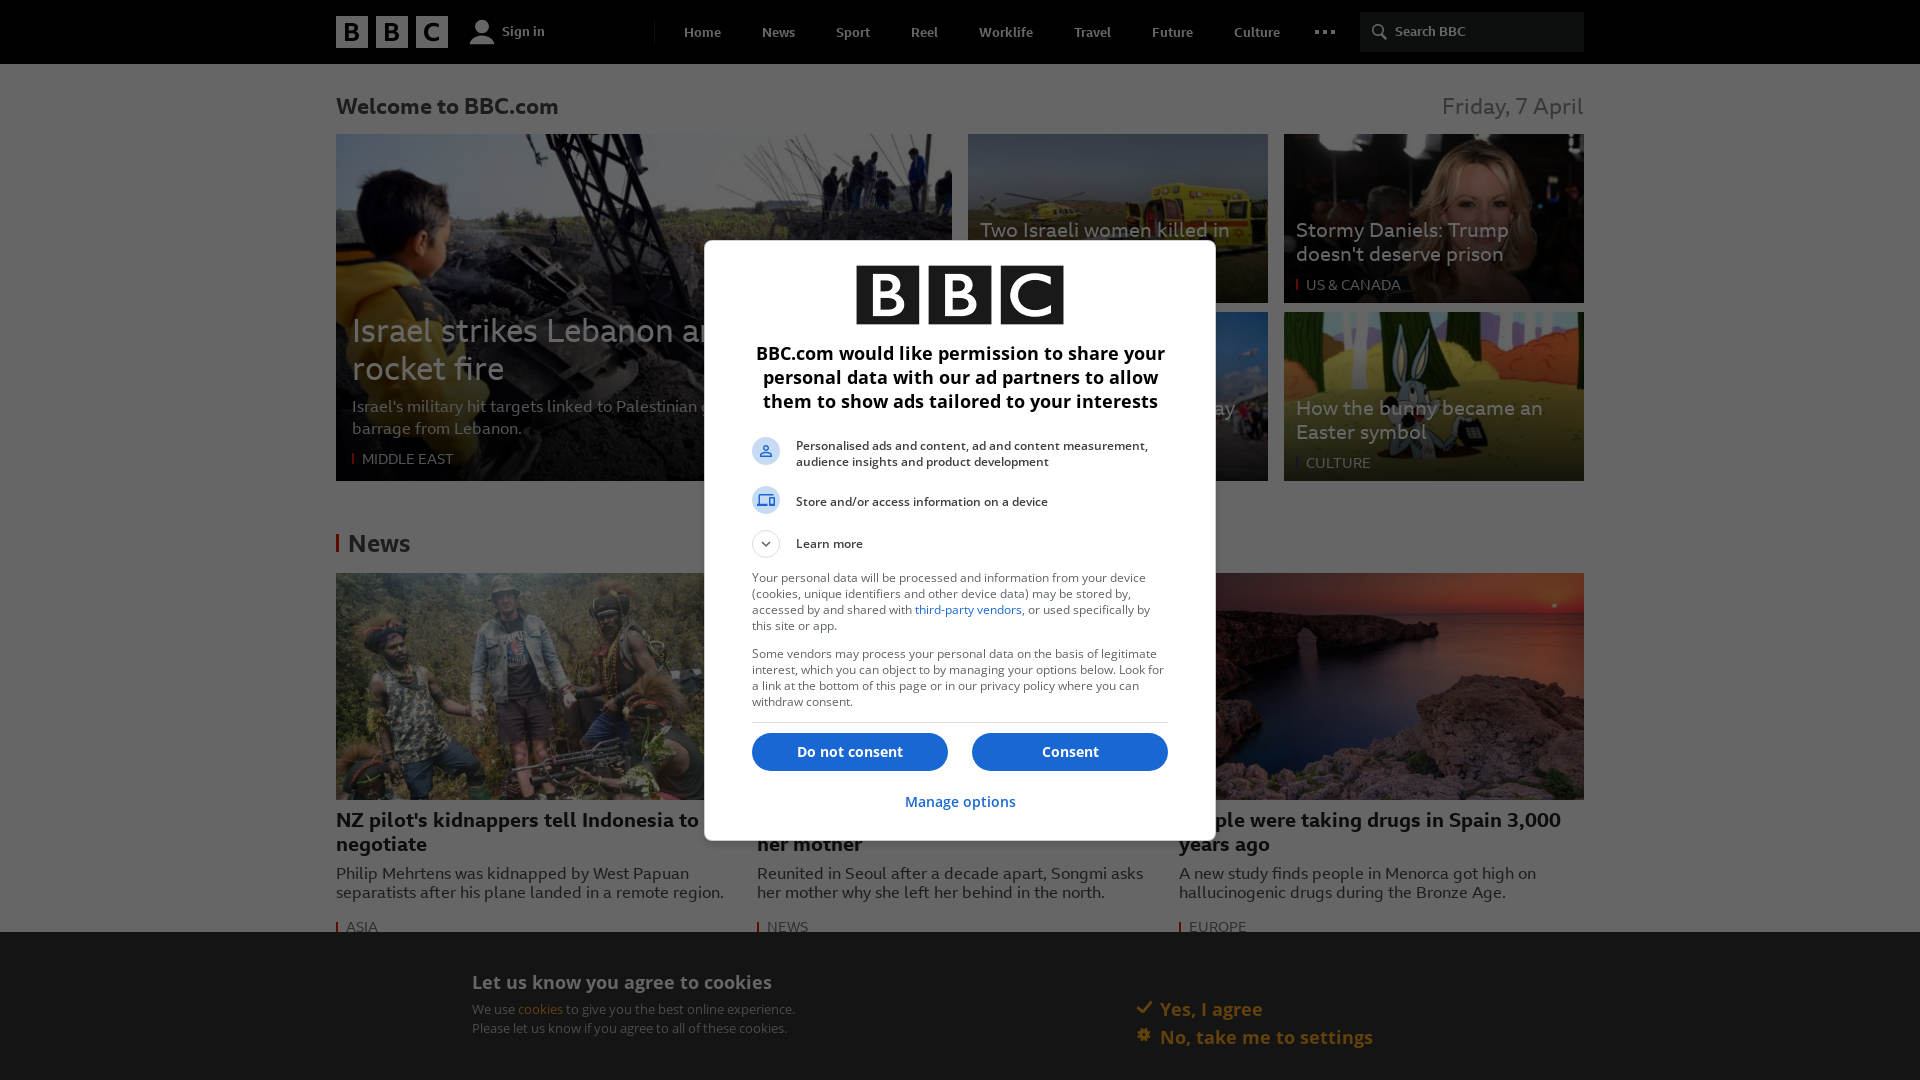 BBC
Sign in
Home
News
Sport
Reel
Worklife
Travel
Future
Culture
Search BBC
Welcome to BBC.com
Friday, 7 April
Israel strikes Lebanon
rocket fire
Israel's military hit targets linked to Palestinian
barrage from Lebanon.
MIDDLE EAST
Two Israeli women killed in
Stormy Daniels: Trump
doesn't deserve prison
US & CANADA
How the bunny became an
Easter symbol
CULTURE
BBC
BBC.com would like permission to share your
personal data with our ad partners to allow
them to show ads tailored to your interests
Personalised ads and content, ad and content measurement,
audience insights and product development
Store and/or access information on a device
Learn more
Your personal data will be processed and information from your device
(cookies, unique identifiers and other device data) may be stored by,
accessed by and shared with third-party vendors, or used specifically by
this site or app.
Some vendors may process your personal data on the basis of legitimate
interest, which you can object to by managing your options below. Look for
a link at the bottom of this page or in our privacy policy where you can
withdraw consent.
Do not consent
Consent
Manage options
News
NZ pilot's kidnappers tell Indonesia to
negotiate
Philip Mehrtens was kidnapped by West Papuan
separatists after his plane landed in a remote region.
ASIA
her mother
Reunited in Seoul after a decade apart, Songmi asks
her mother why she left her behind in the north.
NEWS
were taking drugs in Spain 3,000
years ago
A new study finds people in Menorca got high on
hallucinogenic drugs during the Bronze Age.
EUROPE
Let us know you agree to cookies
We use cookies to give you the best online experience.
Please let us know if you agree to all of these cookies.
Yes, I agree
No, take me to settings